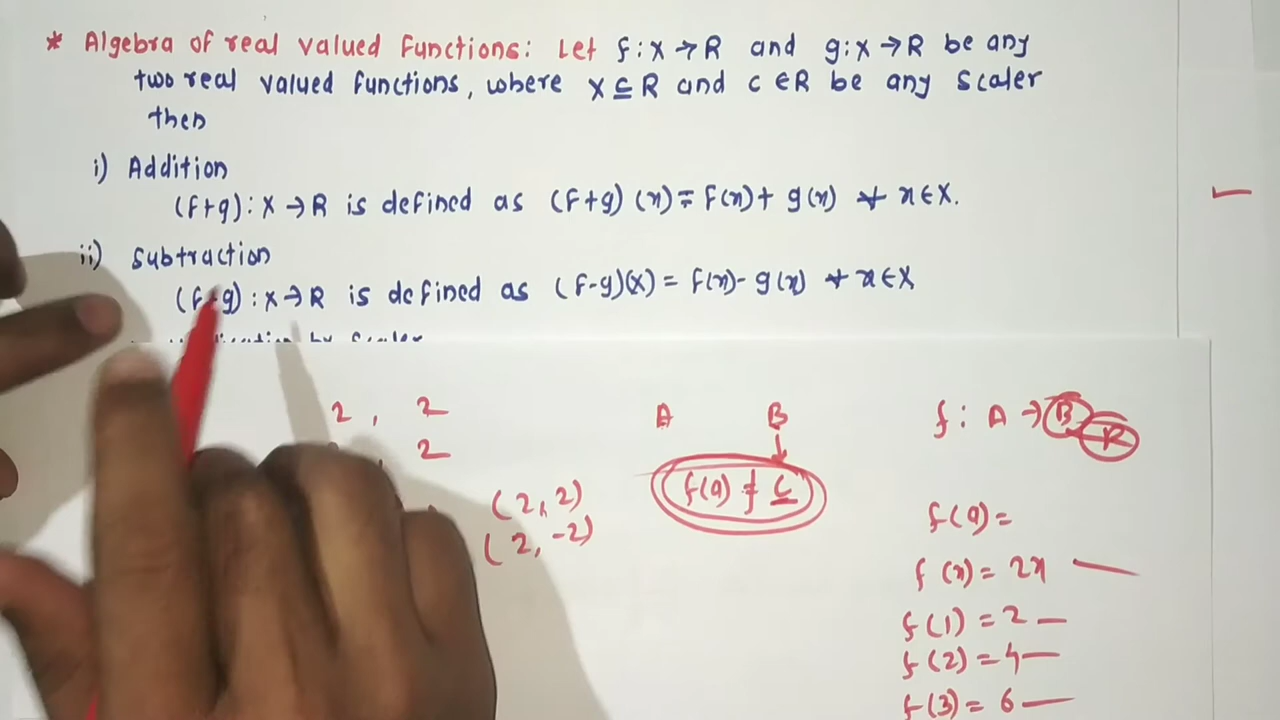 * Algebra of real valued Functions: Let f: X → R and g: X → R be any
two real valued functions, where X ⊆ R and C ∈ R be any Scaler
then
i) Addition
(f+g): X → R is defined as (f+g)(x) = f(x) + g(x) ∀ x ∈ X.
ii) Subtraction
: X → R is defined as (f-g)(x) = f(x) - g(x) ∀ x ∈ X
by Scaler
2, 2
2
(2, 2)
(2, -2)
A B
f: A → B R
f(a) = 
f(x) = 2x
f(1) = 2
f(2) = 4
f(3) = 6